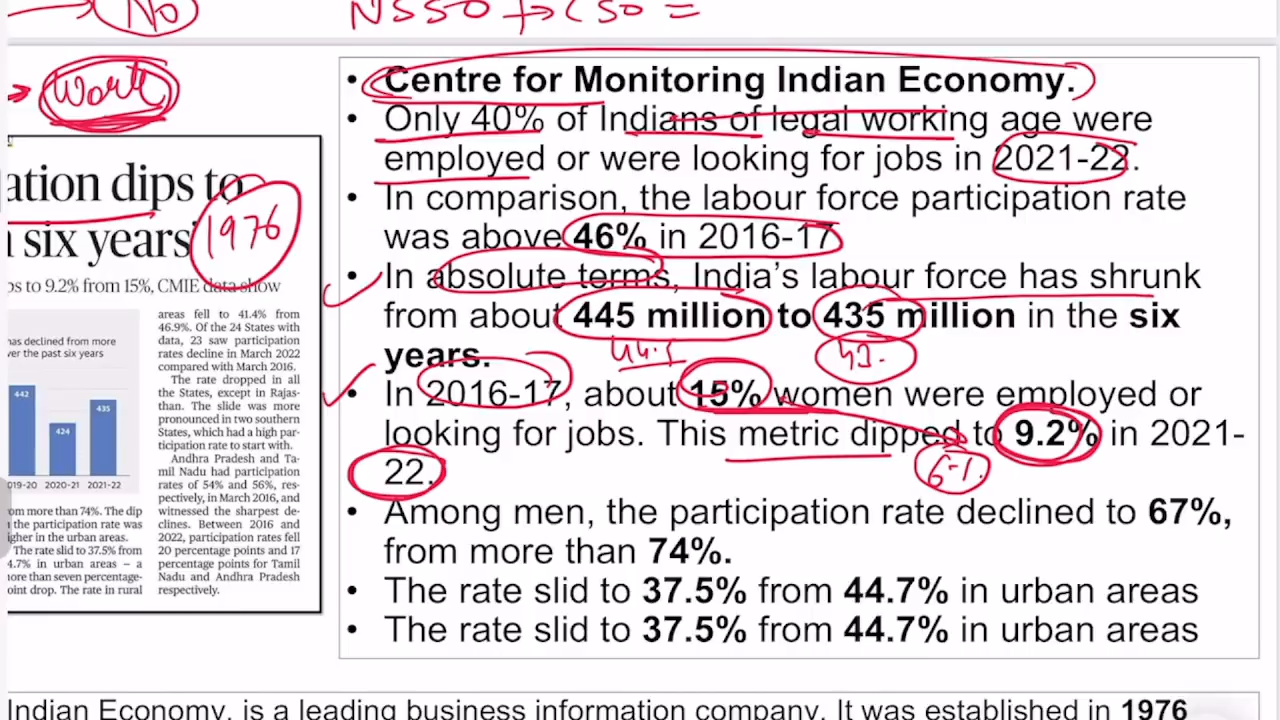 No
NSSO → CSO =
Work
ation dips to
1976
n six years'
ps to 9.2% from 15%, CMIE data show
has declined from more
ver the past six years
442
424
435
019-20 2020-21 2021-22
om more than 74%. The dip
n the participation rate was
igher in the urban areas.
The rate slid to 37.5% from
4.7% in urban areas – a
nore than seven percentage-
oint drop. The rate in rural
areas fell to 41.4% from
46.9%. Of the 24 States with
data, 23 saw participation
rates decline in March 2022
compared with March 2016.
The rate dropped in all
the States, except in Rajas-
than. The slide was more
pronounced in two southern
States, which had a high par-
ticipation rate to start with.
Andhra Pradesh and Ta-
mil Nadu had participation
rates of 54% and 56%, res-
pectively, in March 2016, and
witnessed the sharpest de-
clines. Between 2016 and
2022, participation rates fell
20 percentage points and 17
percentage points for Tamil
Nadu and Andhra Pradesh
respectively.
• Centre for Monitoring Indian Economy.
• Only 40% of Indians of legal working age were
employed or were looking for jobs in 2021-22.
• In comparison, the labour force participation rate
was above 46% in 2016-17
• In absolute terms, India's labour force has shrunk
from about 445 million to 435 million in the six
years.
43.
• In 2016-17, about 15% women were employed or
looking for jobs. This metric dipped to 9.2% in 2021-
22.
6%
• Among men, the participation rate declined to 67%,
from more than 74%.
• The rate slid to 37.5% from 44.7% in urban areas
• The rate slid to 37.5% from 44.7% in urban areas
Indian Economy, is a leading business information company. It was established in 1976